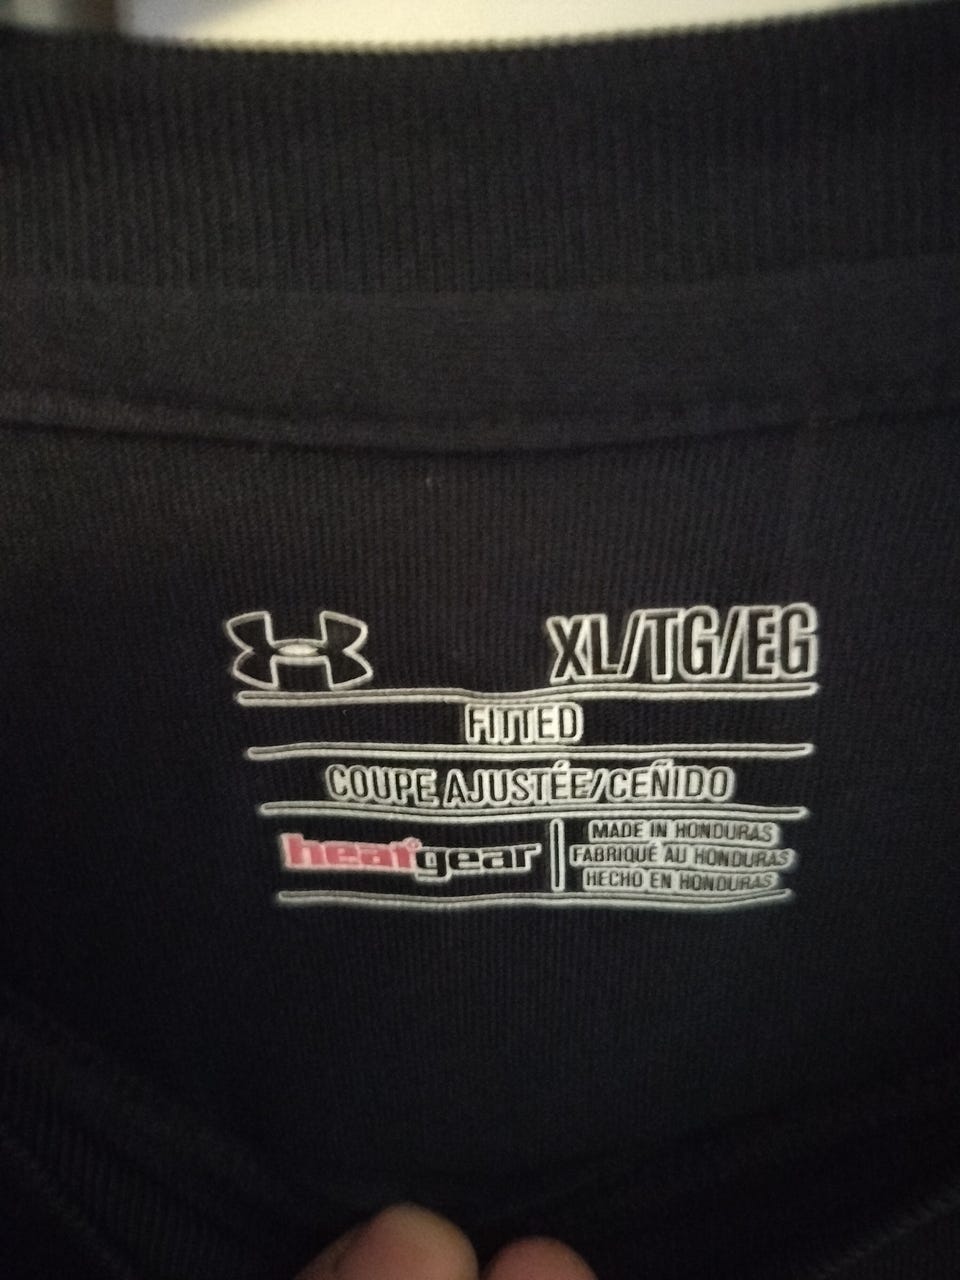 XL/TG/EG
FITTED
COUPE AJUSTÉE/CEÑIDO
heatgear
MADE IN HONDURAS
FABRIQUÉ AU HONDURAS
HECHO EN HONDURAS